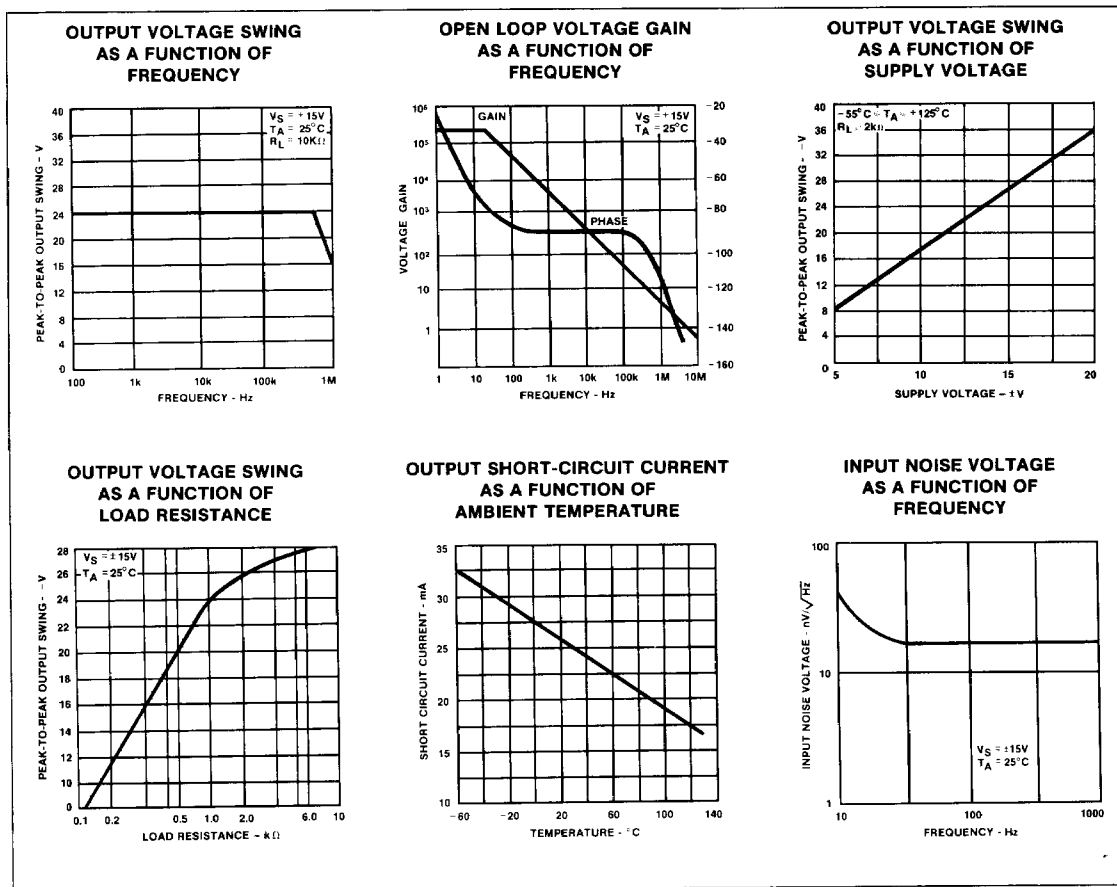 OUTPUT VOLTAGE SWING
AS A FUNCTION OF
FREQUENCY
PEAK-TO-PEAK OUTPUT SWING - V
40
36
32
28
24
20
16
12
8
4
0
VS = ±15V
TA = 25°C
RL = 10KΩ
100
1k
10k
100k
1M
FREQUENCY - Hz
OPEN LOOP VOLTAGE GAIN
AS A FUNCTION OF
FREQUENCY
VOLTAGE GAIN
10⁶
10⁵
10⁴
10³
10²
10
1
GAIN
VS = ±15V
TA = 25°C
PHASE
-20
-40
-60
-80
-100
-120
-140
-160
1
10
100
1k
10k
100k
1M
10M
FREQUENCY - Hz
OUTPUT VOLTAGE SWING
AS A FUNCTION OF
SUPPLY VOLTAGE
PEAK-TO-PEAK OUTPUT SWING - V
40
36
32
28
24
20
16
12
8
4
0
-55°C ≤ TA ≤ +125°C
RL ≥ 2kΩ
5
10
15
20
SUPPLY VOLTAGE - ±V
OUTPUT VOLTAGE SWING
AS A FUNCTION OF
LOAD RESISTANCE
PEAK-TO-PEAK OUTPUT SWING - V
28
26
24
22
20
18
16
14
12
10
0
VS = ±15V
TA = 25°C
0.1
0.2
0.5
1.0
2.0
6.0
10
LOAD RESISTANCE - kΩ
OUTPUT SHORT-CIRCUIT CURRENT
AS A FUNCTION OF
AMBIENT TEMPERATURE
SHORT CIRCUIT CURRENT - mA
35
30
25
20
15
10
-60
-20
20
60
100
140
TEMPERATURE - °C
INPUT NOISE VOLTAGE
AS A FUNCTION OF
FREQUENCY
INPUT NOISE VOLTAGE - nV/√Hz
100
10
1
VS = ±15V
TA = 25°C
10
100
1000
FREQUENCY - Hz